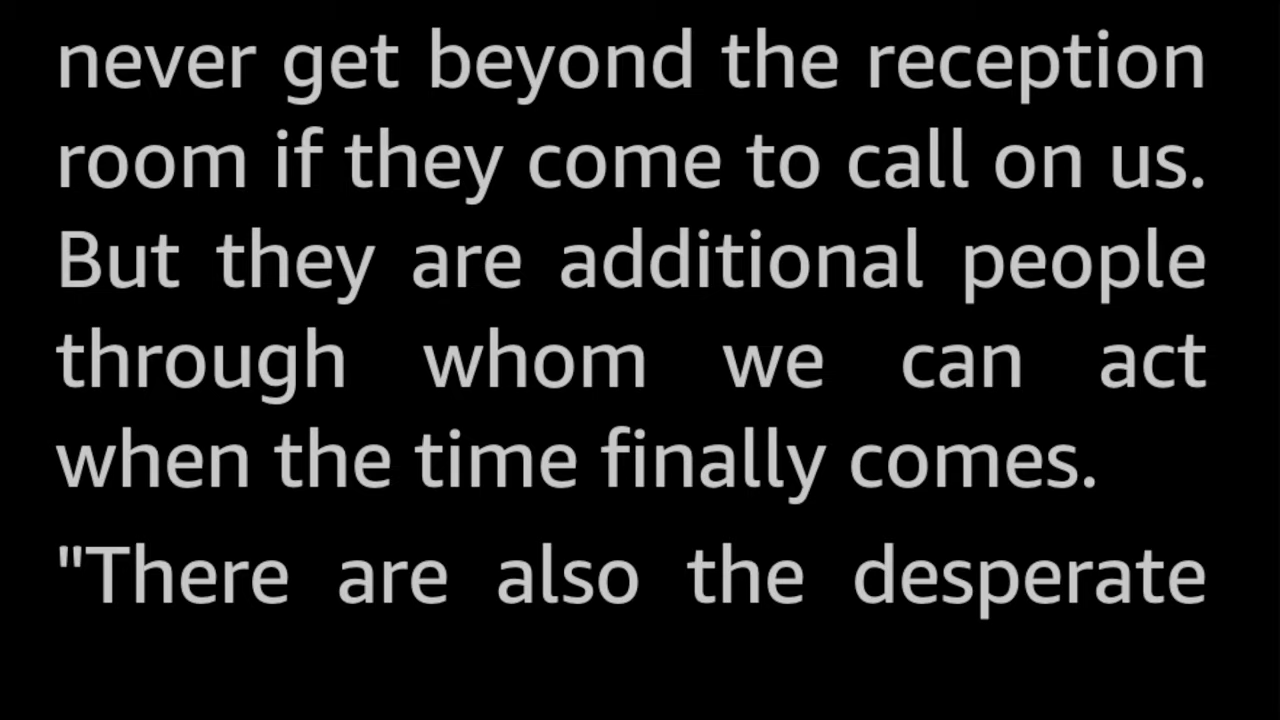 never get beyond the reception
room if they come to call on us.
But they are additional people
through whom we can act
when the time finally comes.
"There are also the desperate